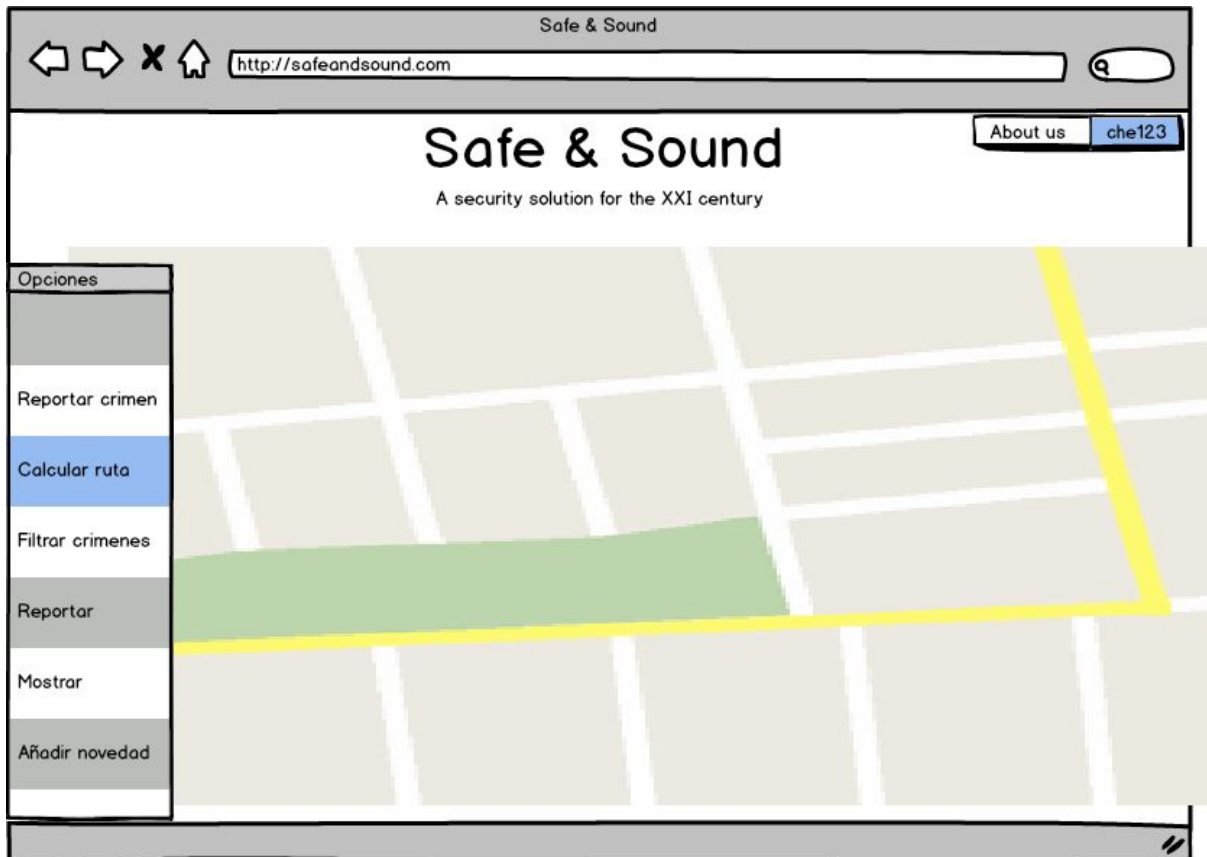 Safe & Sound
http://safeandsound.com
About us
che123
Safe & Sound
A security solution for the XXI century
Opciones
Reportar crimen
Calcular ruta
Filtrar crimenes
Reportar
Mostrar
Añadir novedad